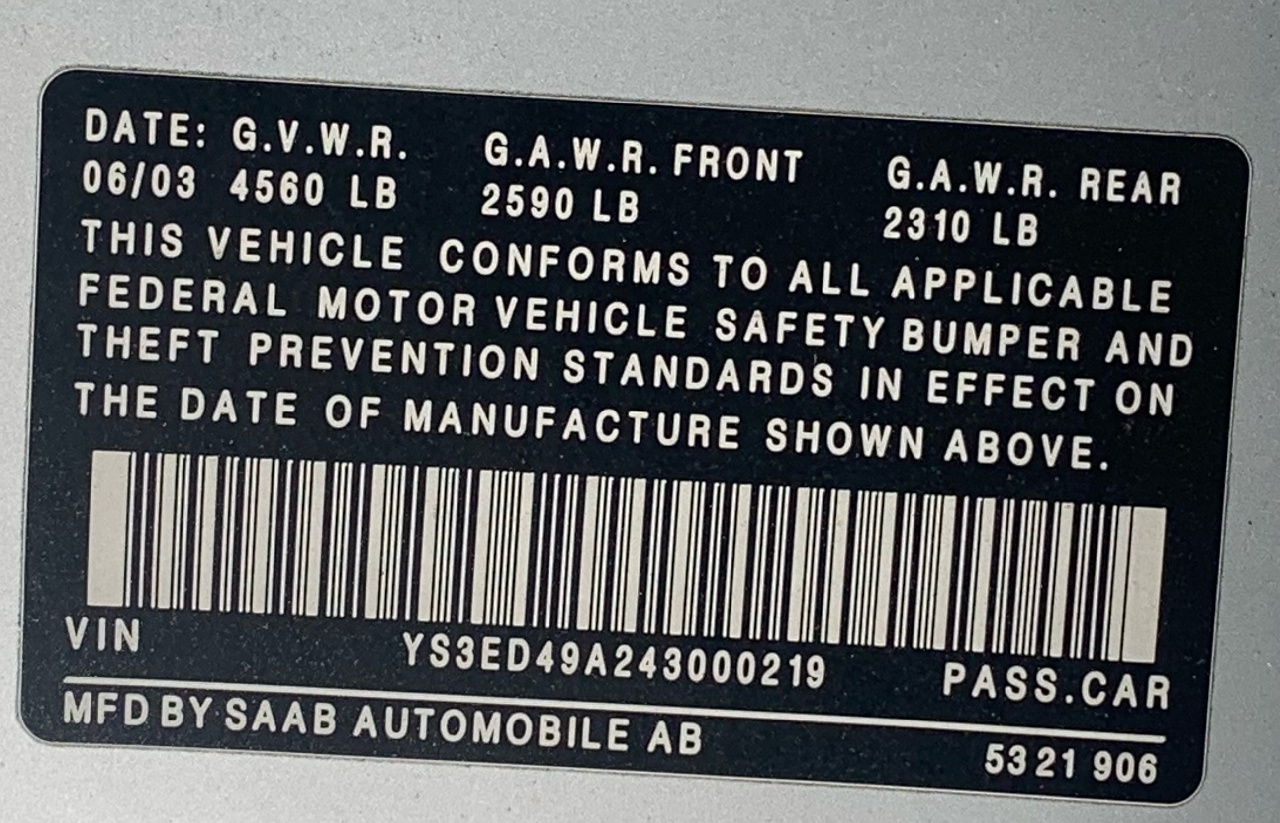 DATE: G.V.W.R. G.A.W.R. FRONT G.A.W.R. REAR
06/03 4560 LB 2590 LB 2310 LB
THIS VEHICLE CONFORMS TO ALL APPLICABLE
FEDERAL MOTOR VEHICLE SAFETY BUMPER AND
THEFT PREVENTION STANDARDS IN EFFECT ON
THE DATE OF MANUFACTURE SHOWN ABOVE.
VIN YS3ED49A243000219 PASS.CAR
MFD BY SAAB AUTOMOBILE AB 53 21 906